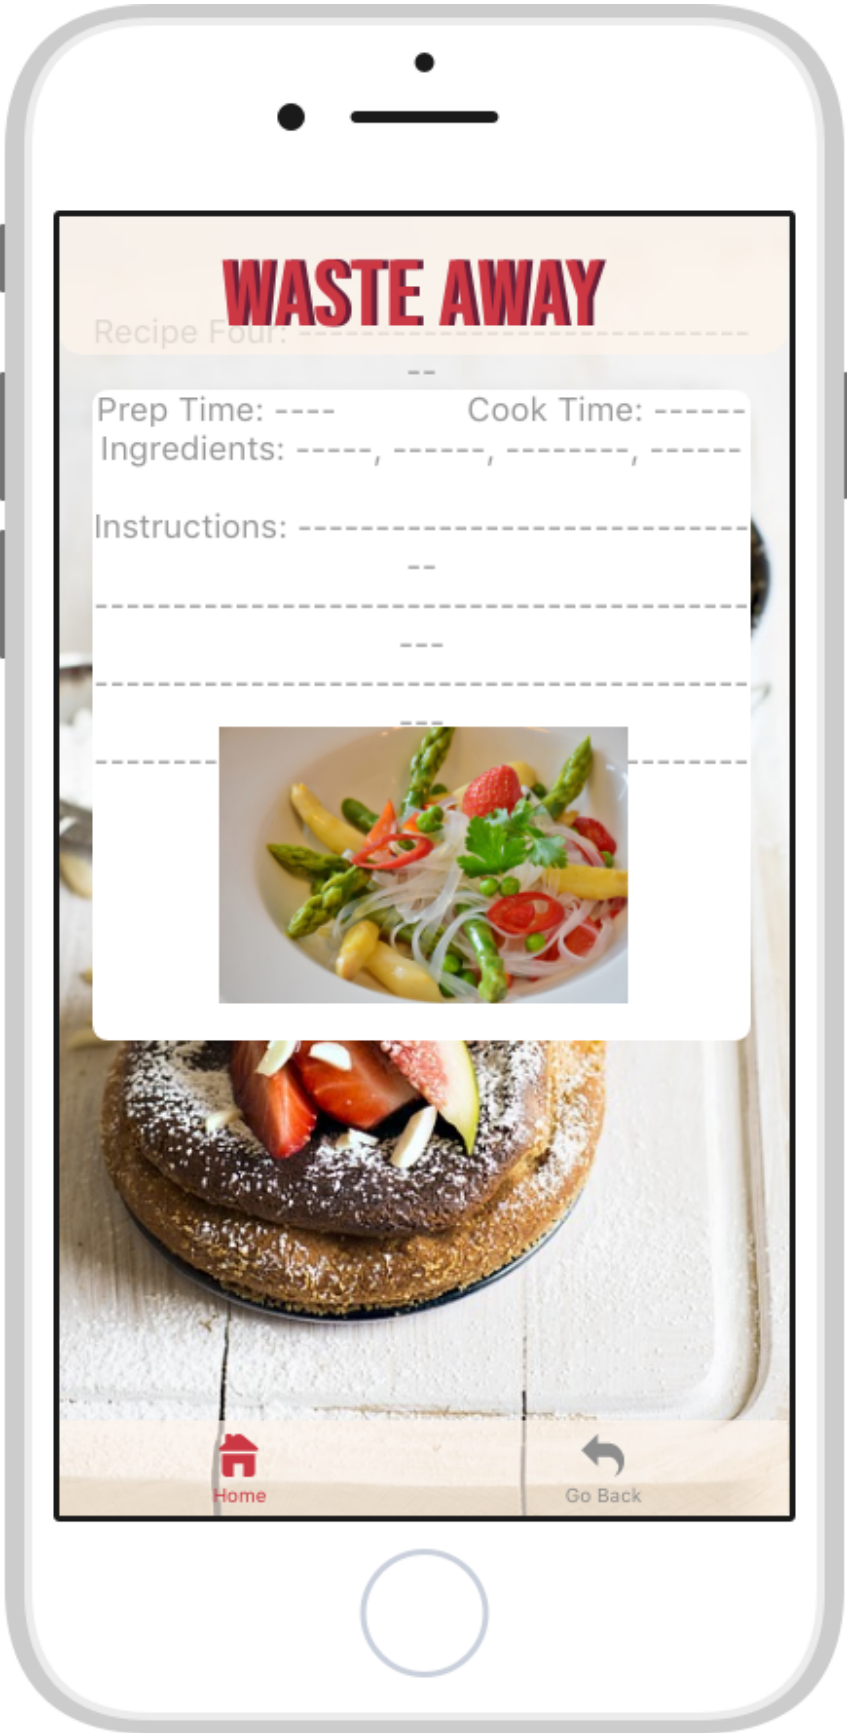 WASTE AWAY
Recipe Four: -----------------------------
--
Prep Time: ---- Cook Time: ------
Ingredients: -----, ------, --------, ------
Instructions: -----------------------------
--
------------------------------------------
---
------------------------------------------
---
-------- --------
Home Go Back